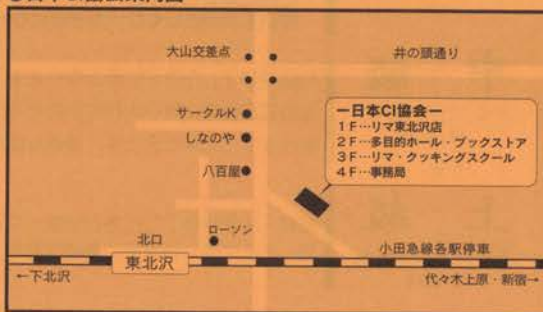 大山交差点
井の頭通り
サークルK
しなのや
八百屋
ー日本CI協会ー
1F…リマ東北沢店
2F…多目的ホール・ブックストア
3F…リマ・クッキングスクール
4F…事務局
ローソン
北口
小田急線各駅停車
東北沢
←下北沢
代々木上原・新宿→